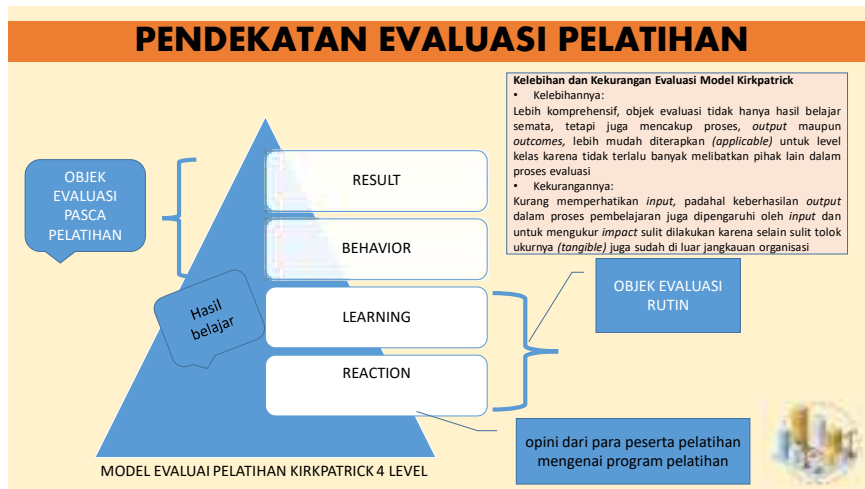 PENDEKATAN EVALUASI PELATIHAN
Kelebihan dan Kekurangan Evaluasi Model Kirkpatrick
• Kelebihannya:
Lebih komprehensif, objek evaluasi tidak hanya hasil belajar
semata, tetapi juga mencakup proses, output maupun
outcomes, lebih mudah diterapkan (applicable) untuk level
kelas karena tidak terlalu banyak melibatkan pihak lain dalam
proses evaluasi
• Kekurangannya:
Kurang memperhatikan input, padahal keberhasilan output
dalam proses pembelajaran juga dipengaruhi oleh input dan
untuk mengukur impact sulit dilakukan karena selain sulit tolok
ukurnya (tangible) juga sudah di luar jangkauan organisasi
OBJEK
EVALUASI
PASCA
PELATIHAN
RESULT
BEHAVIOR
LEARNING
REACTION
Hasil
belajar
OBJEK EVALUASI
RUTIN
opini dari para peserta pelatihan
mengenai program pelatihan
MODEL EVALUAI PELATIHAN KIRKPATRICK 4 LEVEL